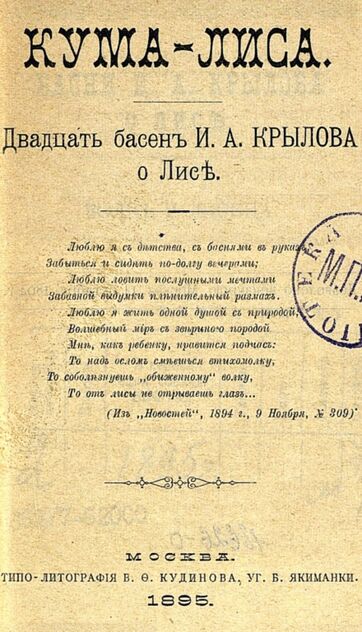 КУМА-ЛИСА.
Двадцать басенъ И. А. КРЫЛОВА
о Лисѣ.
Люблю я съ дѣтства, съ баснями въ рукахъ,
Забыться и сидѣть по-долгу вечерами;
Люблю ловить послушными мечтами
Забавной выдумки плѣнительный размахъ.
Люблю я жить одной душой съ природой,
Волшебный міръ съ звѣриною породой
Мнѣ, какъ ребенку, нравится подчасъ:
То надъ осломъ смѣешься втихомолку,
То соболѣзнуешь „обиженному“ волку,
То отъ лисы не отрываешь глазъ...
(Изъ „Новостей“, 1894 г., 9 Ноября, № 309)
МОСКВА.
ТИПО-ЛИТОГРАФІЯ В. Ѳ. КУДИНОВА, УГ. Б. ЯКИМАНКИ.
1895.